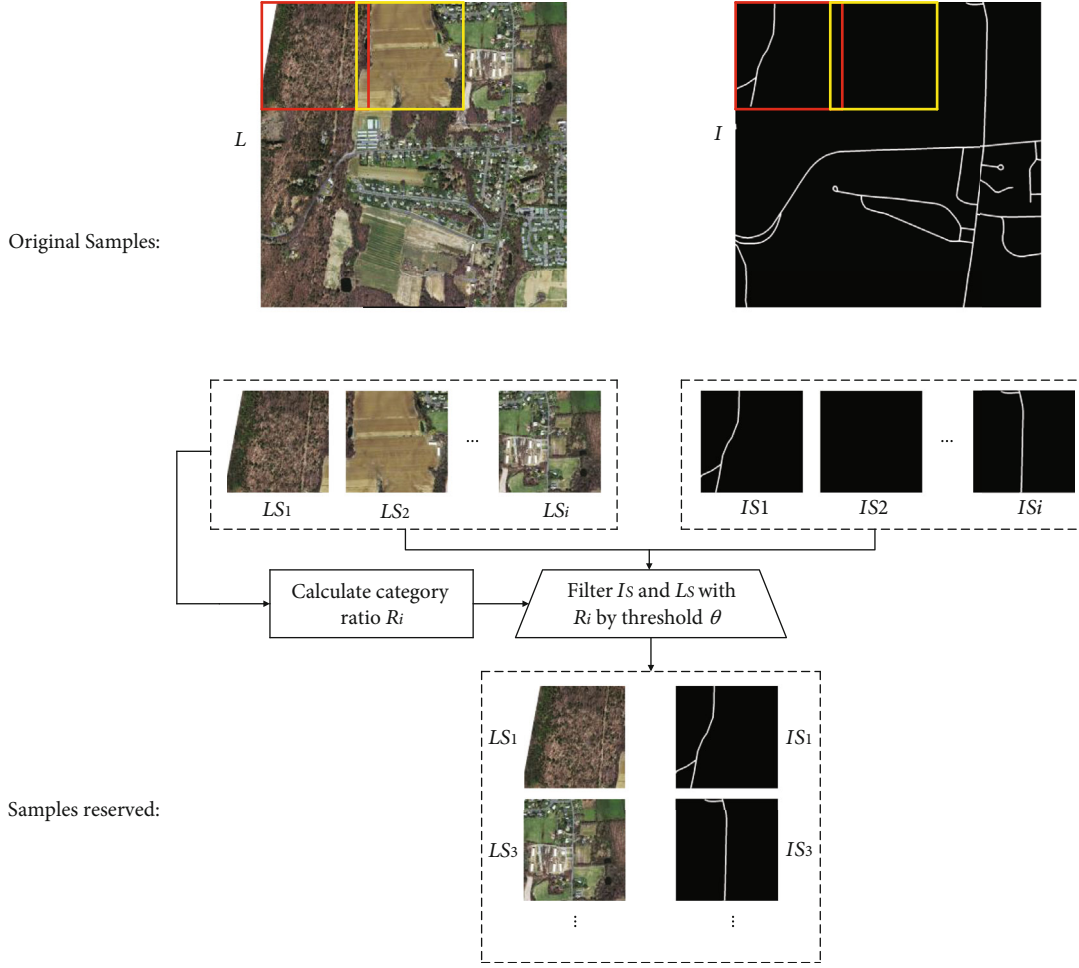 L
I
Original Samples:
...
...
LS1
LS2
LSi
IS1
IS2
ISi
Calculate category
ratio Ri
Filter Is and Ls with
Ri by threshold θ
LS1
IS1
Samples reserved:
LS3
IS3
⋮
⋮